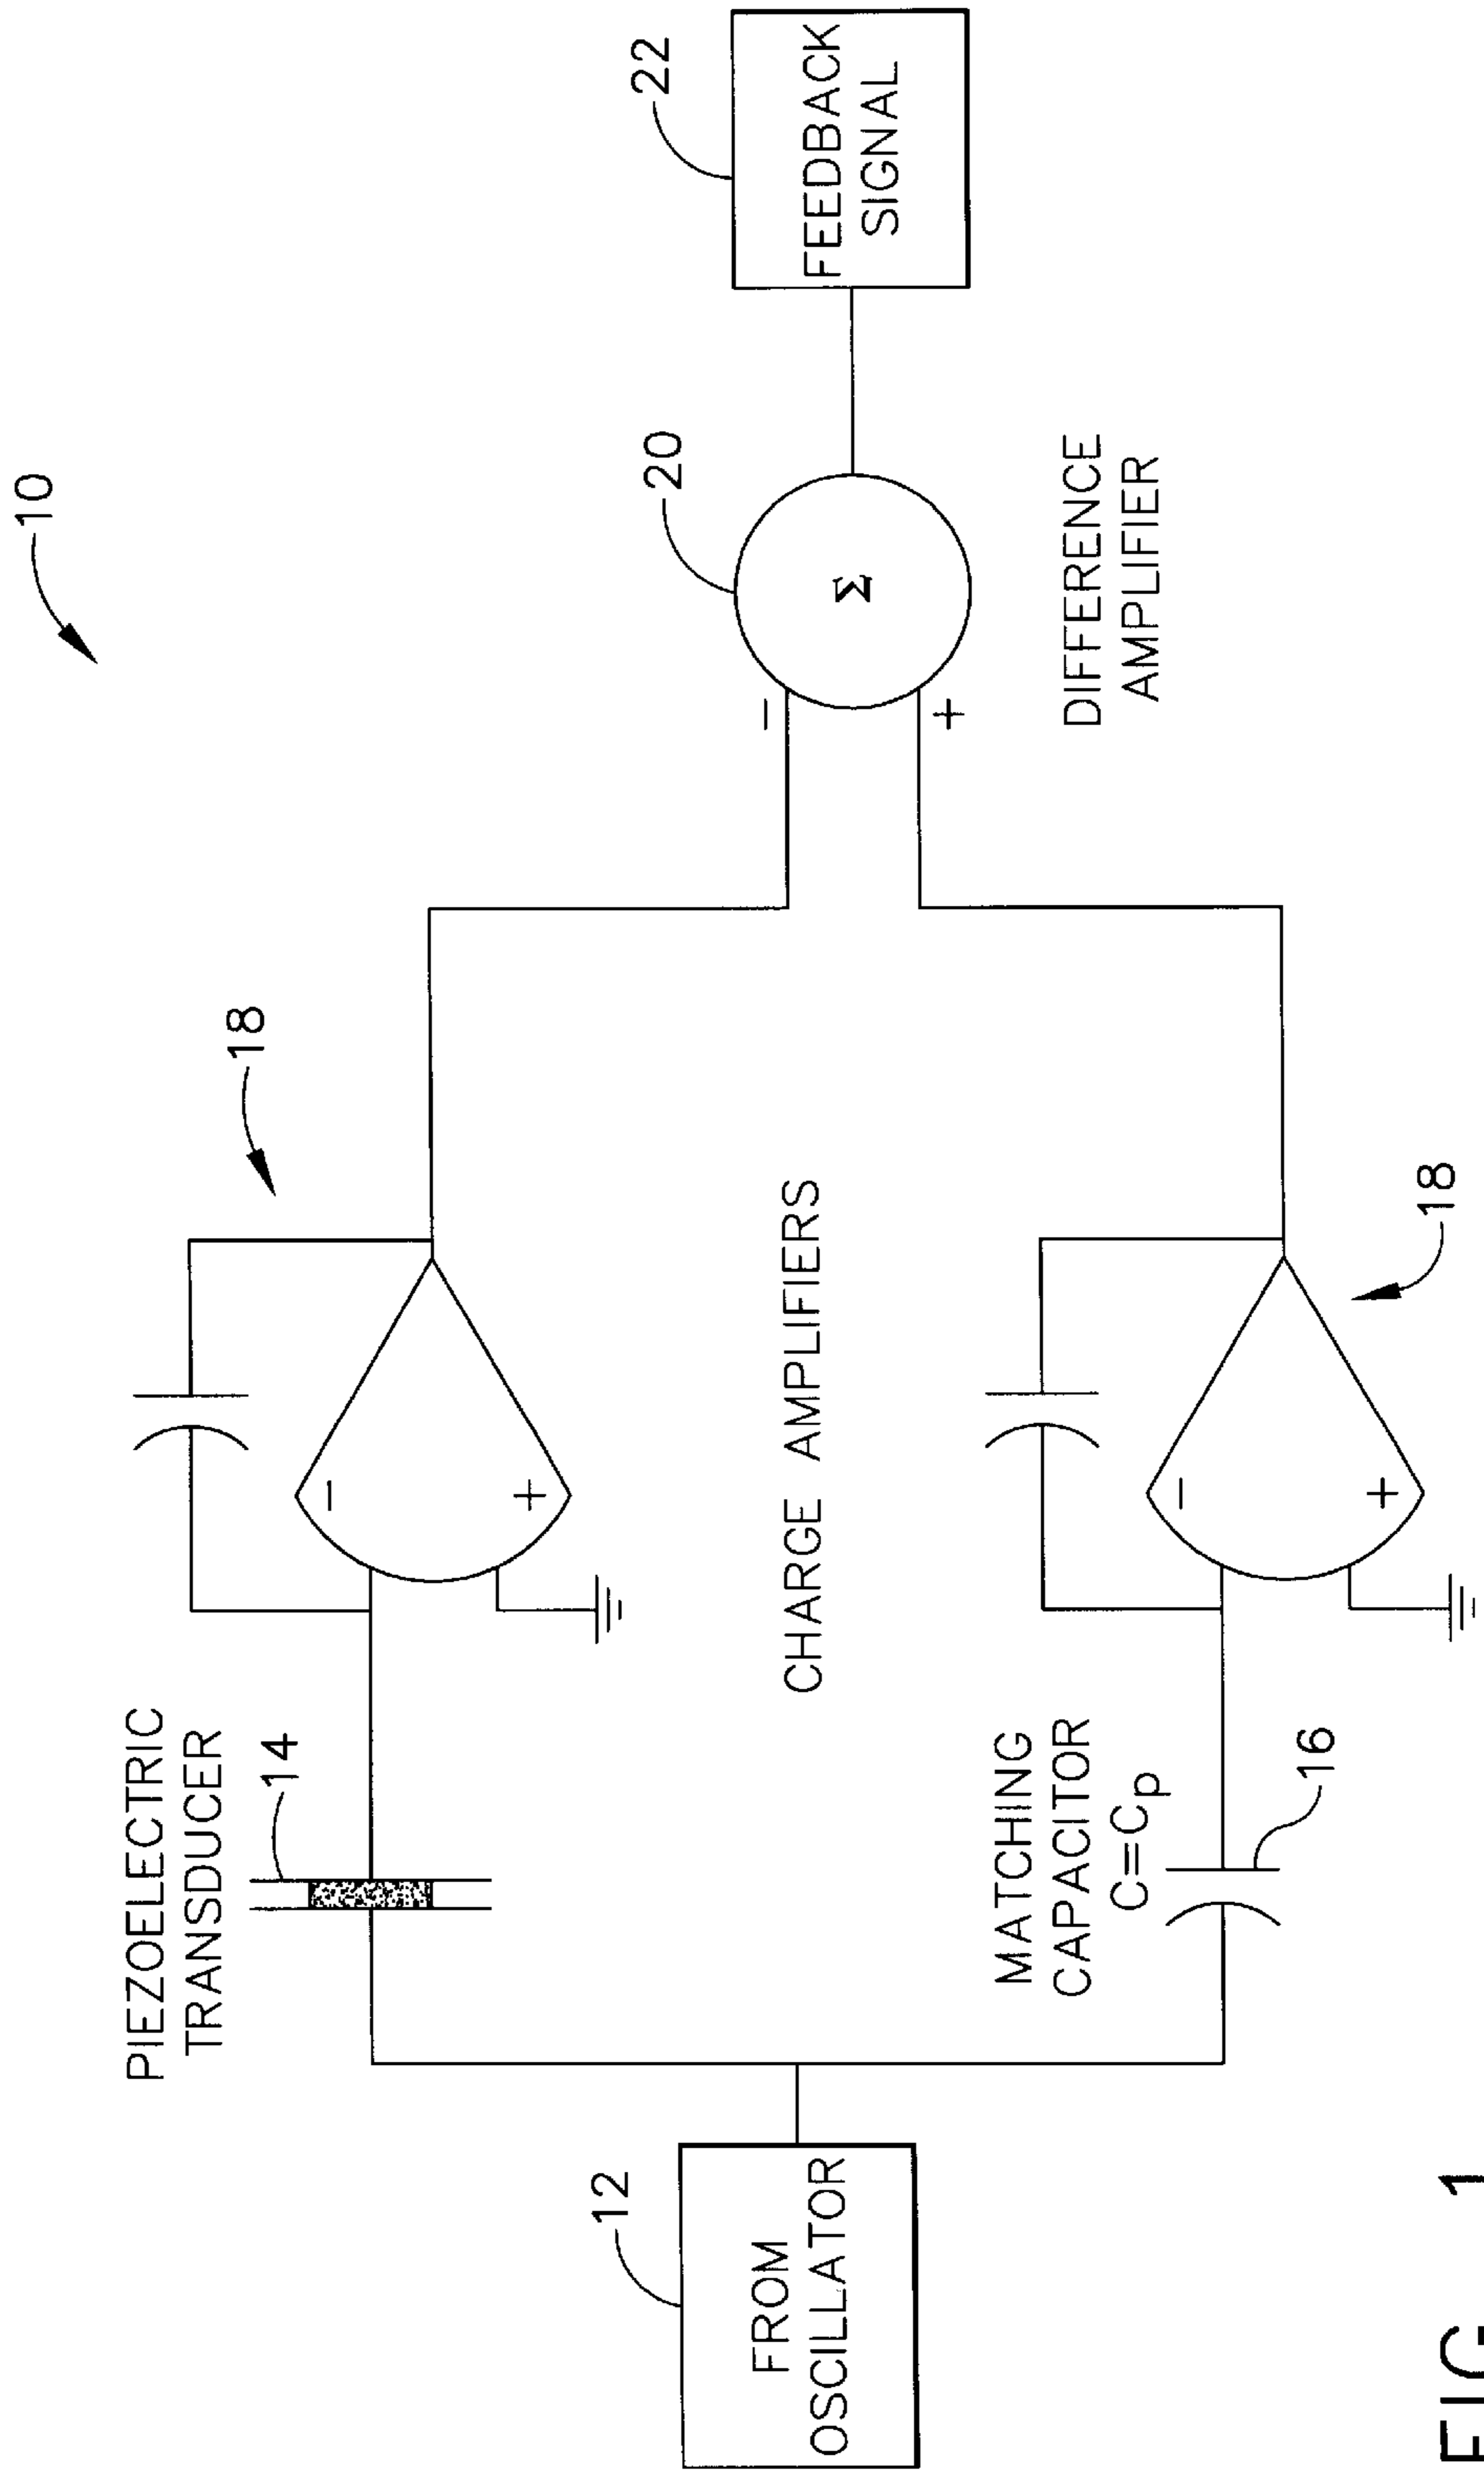 10
PIEZOELECTRIC
TRANSDUCER
14
18
−
+
FROM
OSCILLATOR
12
CHARGE AMPLIFIERS
−
+
Σ
20
FEEDBACK
SIGNAL
22
DIFFERENCE
AMPLIFIER
MATCHING
CAPACITOR
C=Cp
16
−
+
18
FIG. 1